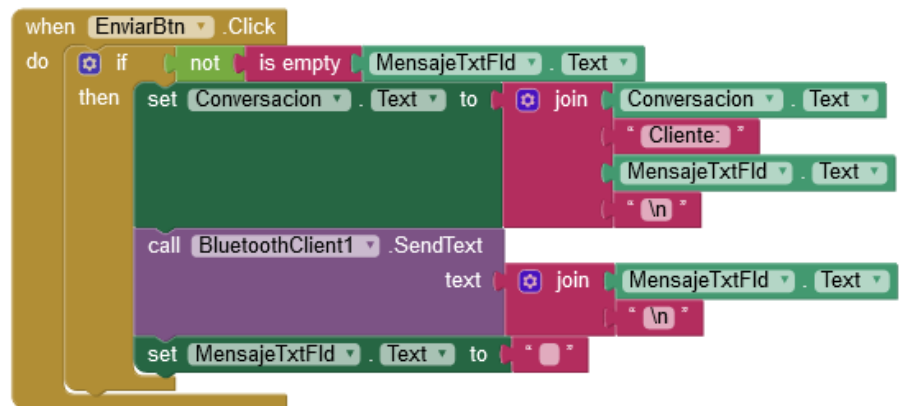 when EnviarBtn .Click
do if not is empty MensajeTxtFld . Text
then set Conversacion . Text to join Conversacion . Text
" Cliente: "
MensajeTxtFld . Text
" \n "
call BluetoothClient1 .SendText
text join MensajeTxtFld . Text
" \n "
set MensajeTxtFld . Text to " "